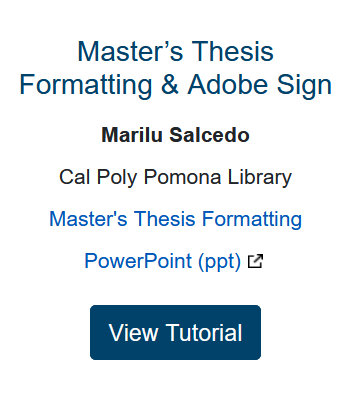 Master’s Thesis
Formatting & Adobe Sign
Marilu Salcedo
Cal Poly Pomona Library
Master's Thesis Formatting
PowerPoint (ppt)
View Tutorial